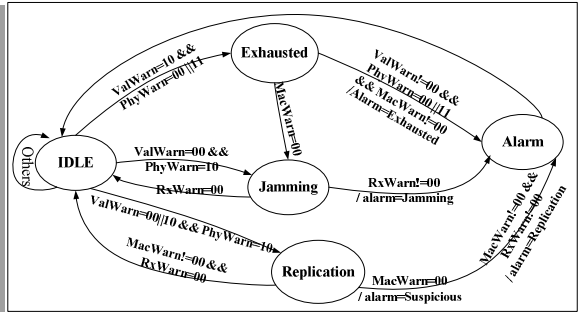 Exhausted
ValWarn=10 &&
PhyWarn=00||11
ValWarn!=00 &&
PhyWarn=00||11
&& MacWarn!=00
/Alarm=Exhausted
MacWarn=00
Alarm
IDLE
Others
ValWarn=00 &&
PhyWarn=10
RxWarn=00
Jamming
RxWarn!=00
/ alarm=Jamming
ValWarn=00||10 && PhyWarn=10
MacWarn!=00 &&
RxWarn=00
Replication
MacWarn=00
/ alarm=Suspicious
MacWarn!=00 &&
RxWarn!=00
/ alarm=Replication